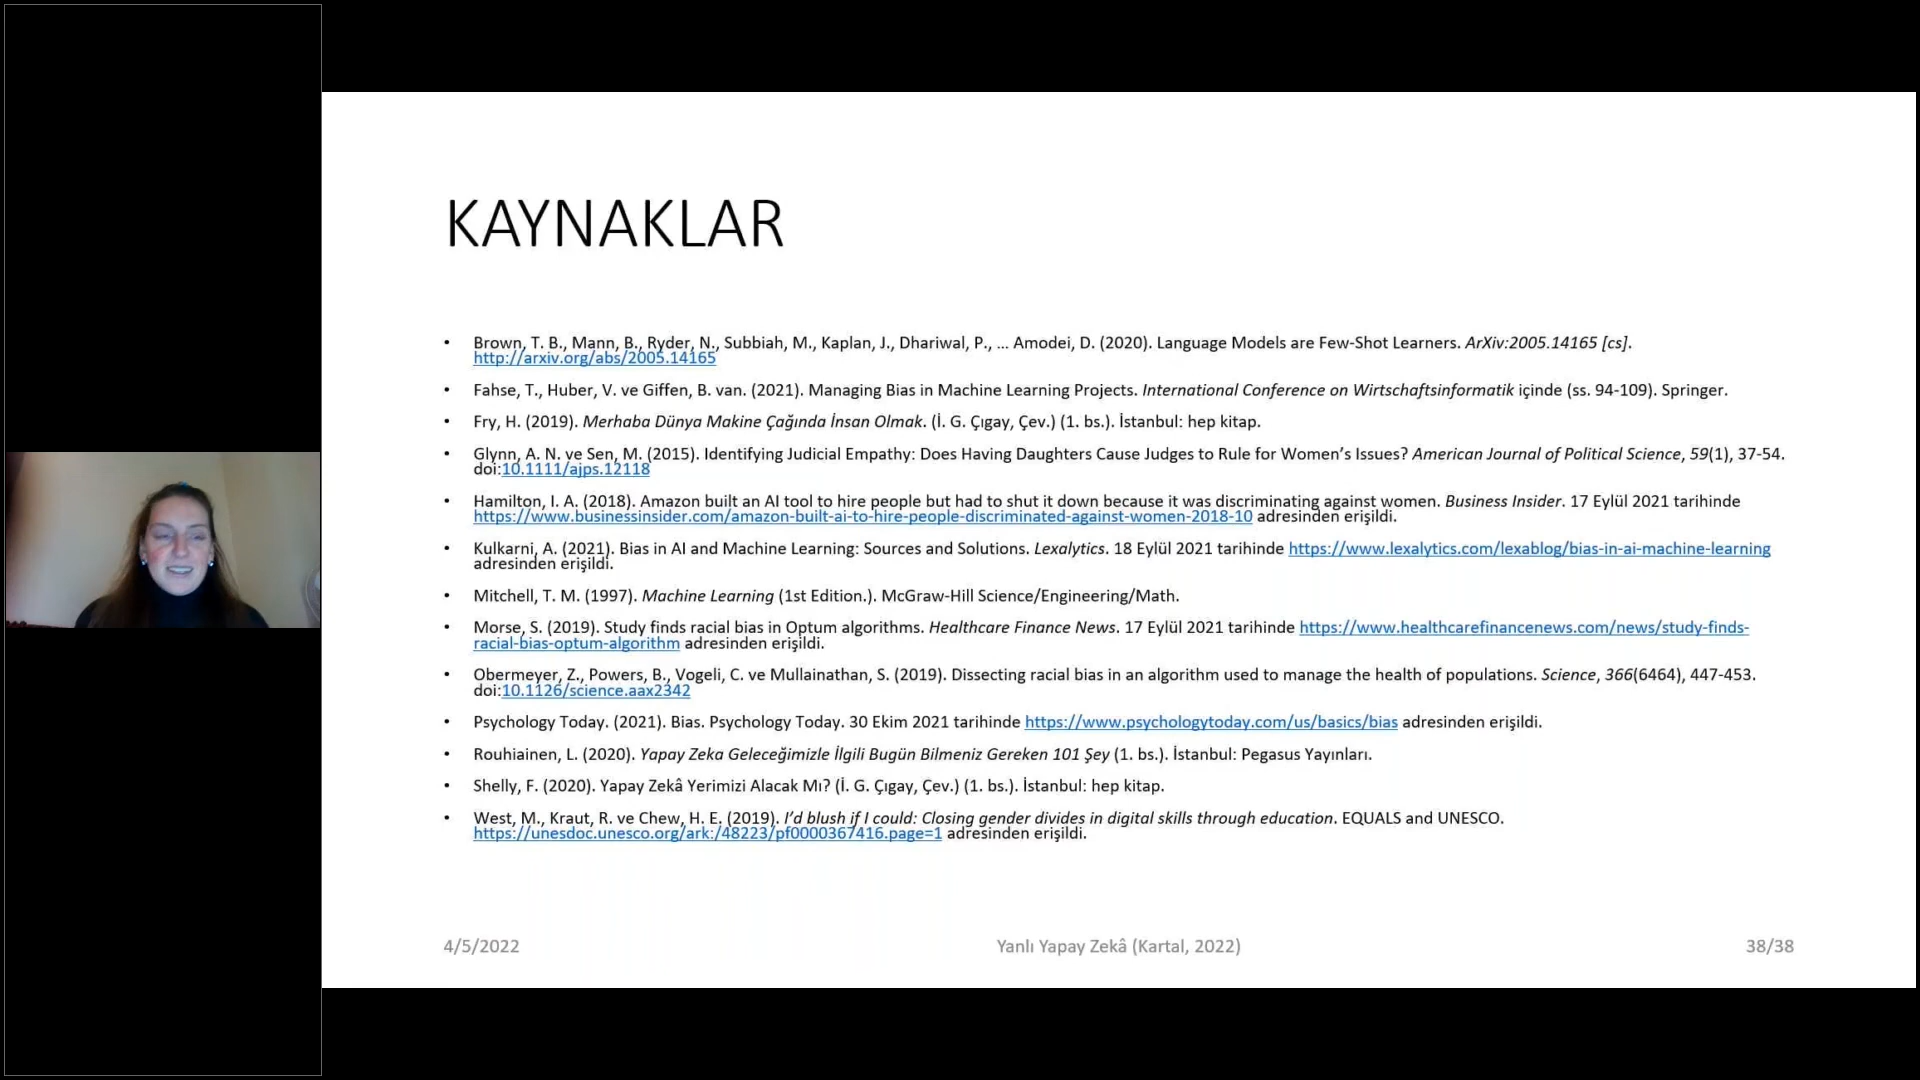 KAYNAKLAR
• Brown, T. B., Mann, B., Ryder, N., Subbiah, M., Kaplan, J., Dhariwal, P., … Amodei, D. (2020). Language Models are Few-Shot Learners. ArXiv:2005.14165 [cs].
http://arxiv.org/abs/2005.14165
• Fahse, T., Huber, V. ve Giffen, B. van. (2021). Managing Bias in Machine Learning Projects. International Conference on Wirtschaftsinformatik içinde (ss. 94-109). Springer.
• Fry, H. (2019). Merhaba Dünya Makine Çağında İnsan Olmak. (İ. G. Çıgay, Çev.) (1. bs.). İstanbul: hep kitap.
• Glynn, A. N. ve Sen, M. (2015). Identifying Judicial Empathy: Does Having Daughters Cause Judges to Rule for Women’s Issues? American Journal of Political Science, 59(1), 37-54.
doi:10.1111/ajps.12118
• Hamilton, I. A. (2018). Amazon built an AI tool to hire people but had to shut it down because it was discriminating against women. Business Insider. 17 Eylül 2021 tarihinde
https://www.businessinsider.com/amazon-built-ai-to-hire-people-discriminated-against-women-2018-10 adresinden erişildi.
• Kulkarni, A. (2021). Bias in AI and Machine Learning: Sources and Solutions. Lexalytics. 18 Eylül 2021 tarihinde https://www.lexalytics.com/lexablog/bias-in-ai-machine-learning
adresinden erişildi.
• Mitchell, T. M. (1997). Machine Learning (1st Edition.). McGraw-Hill Science/Engineering/Math.
• Morse, S. (2019). Study finds racial bias in Optum algorithms. Healthcare Finance News. 17 Eylül 2021 tarihinde https://www.healthcarefinancenews.com/news/study-finds-
racial-bias-optum-algorithm adresinden erişildi.
• Obermeyer, Z., Powers, B., Vogeli, C. ve Mullainathan, S. (2019). Dissecting racial bias in an algorithm used to manage the health of populations. Science, 366(6464), 447-453.
doi:10.1126/science.aax2342
• Psychology Today. (2021). Bias. Psychology Today. 30 Ekim 2021 tarihinde https://www.psychologytoday.com/us/basics/bias adresinden erişildi.
• Rouhiainen, L. (2020). Yapay Zeka Geleceğimizle İlgili Bugün Bilmeniz Gereken 101 Şey (1. bs.). İstanbul: Pegasus Yayınları.
• Shelly, F. (2020). Yapay Zekâ Yerimizi Alacak Mı? (İ. G. Çıgay, Çev.) (1. bs.). İstanbul: hep kitap.
• West, M., Kraut, R. ve Chew, H. E. (2019). I’d blush if I could: Closing gender divides in digital skills through education. EQUALS and UNESCO.
https://unesdoc.unesco.org/ark:/48223/pf0000367416.page=1 adresinden erişildi.
4/5/2022
Yanlı Yapay Zekâ (Kartal, 2022)
38/38